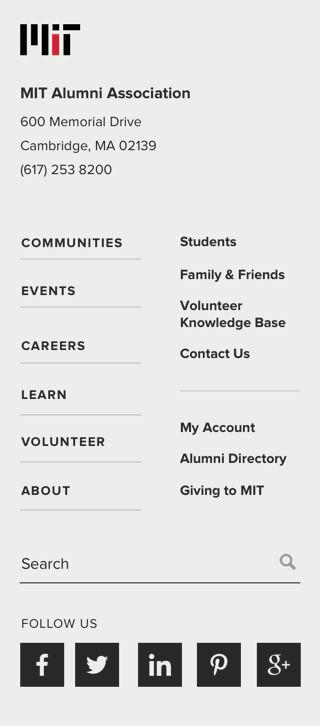 MIT
MIT Alumni Association
600 Memorial Drive
Cambridge, MA 02139
(617) 253 8200
COMMUNITIES
EVENTS
CAREERS
LEARN
VOLUNTEER
ABOUT
Students
Family & Friends
Volunteer
Knowledge Base
Contact Us
My Account
Alumni Directory
Giving to MIT
Search
FOLLOW US
f
in
g+